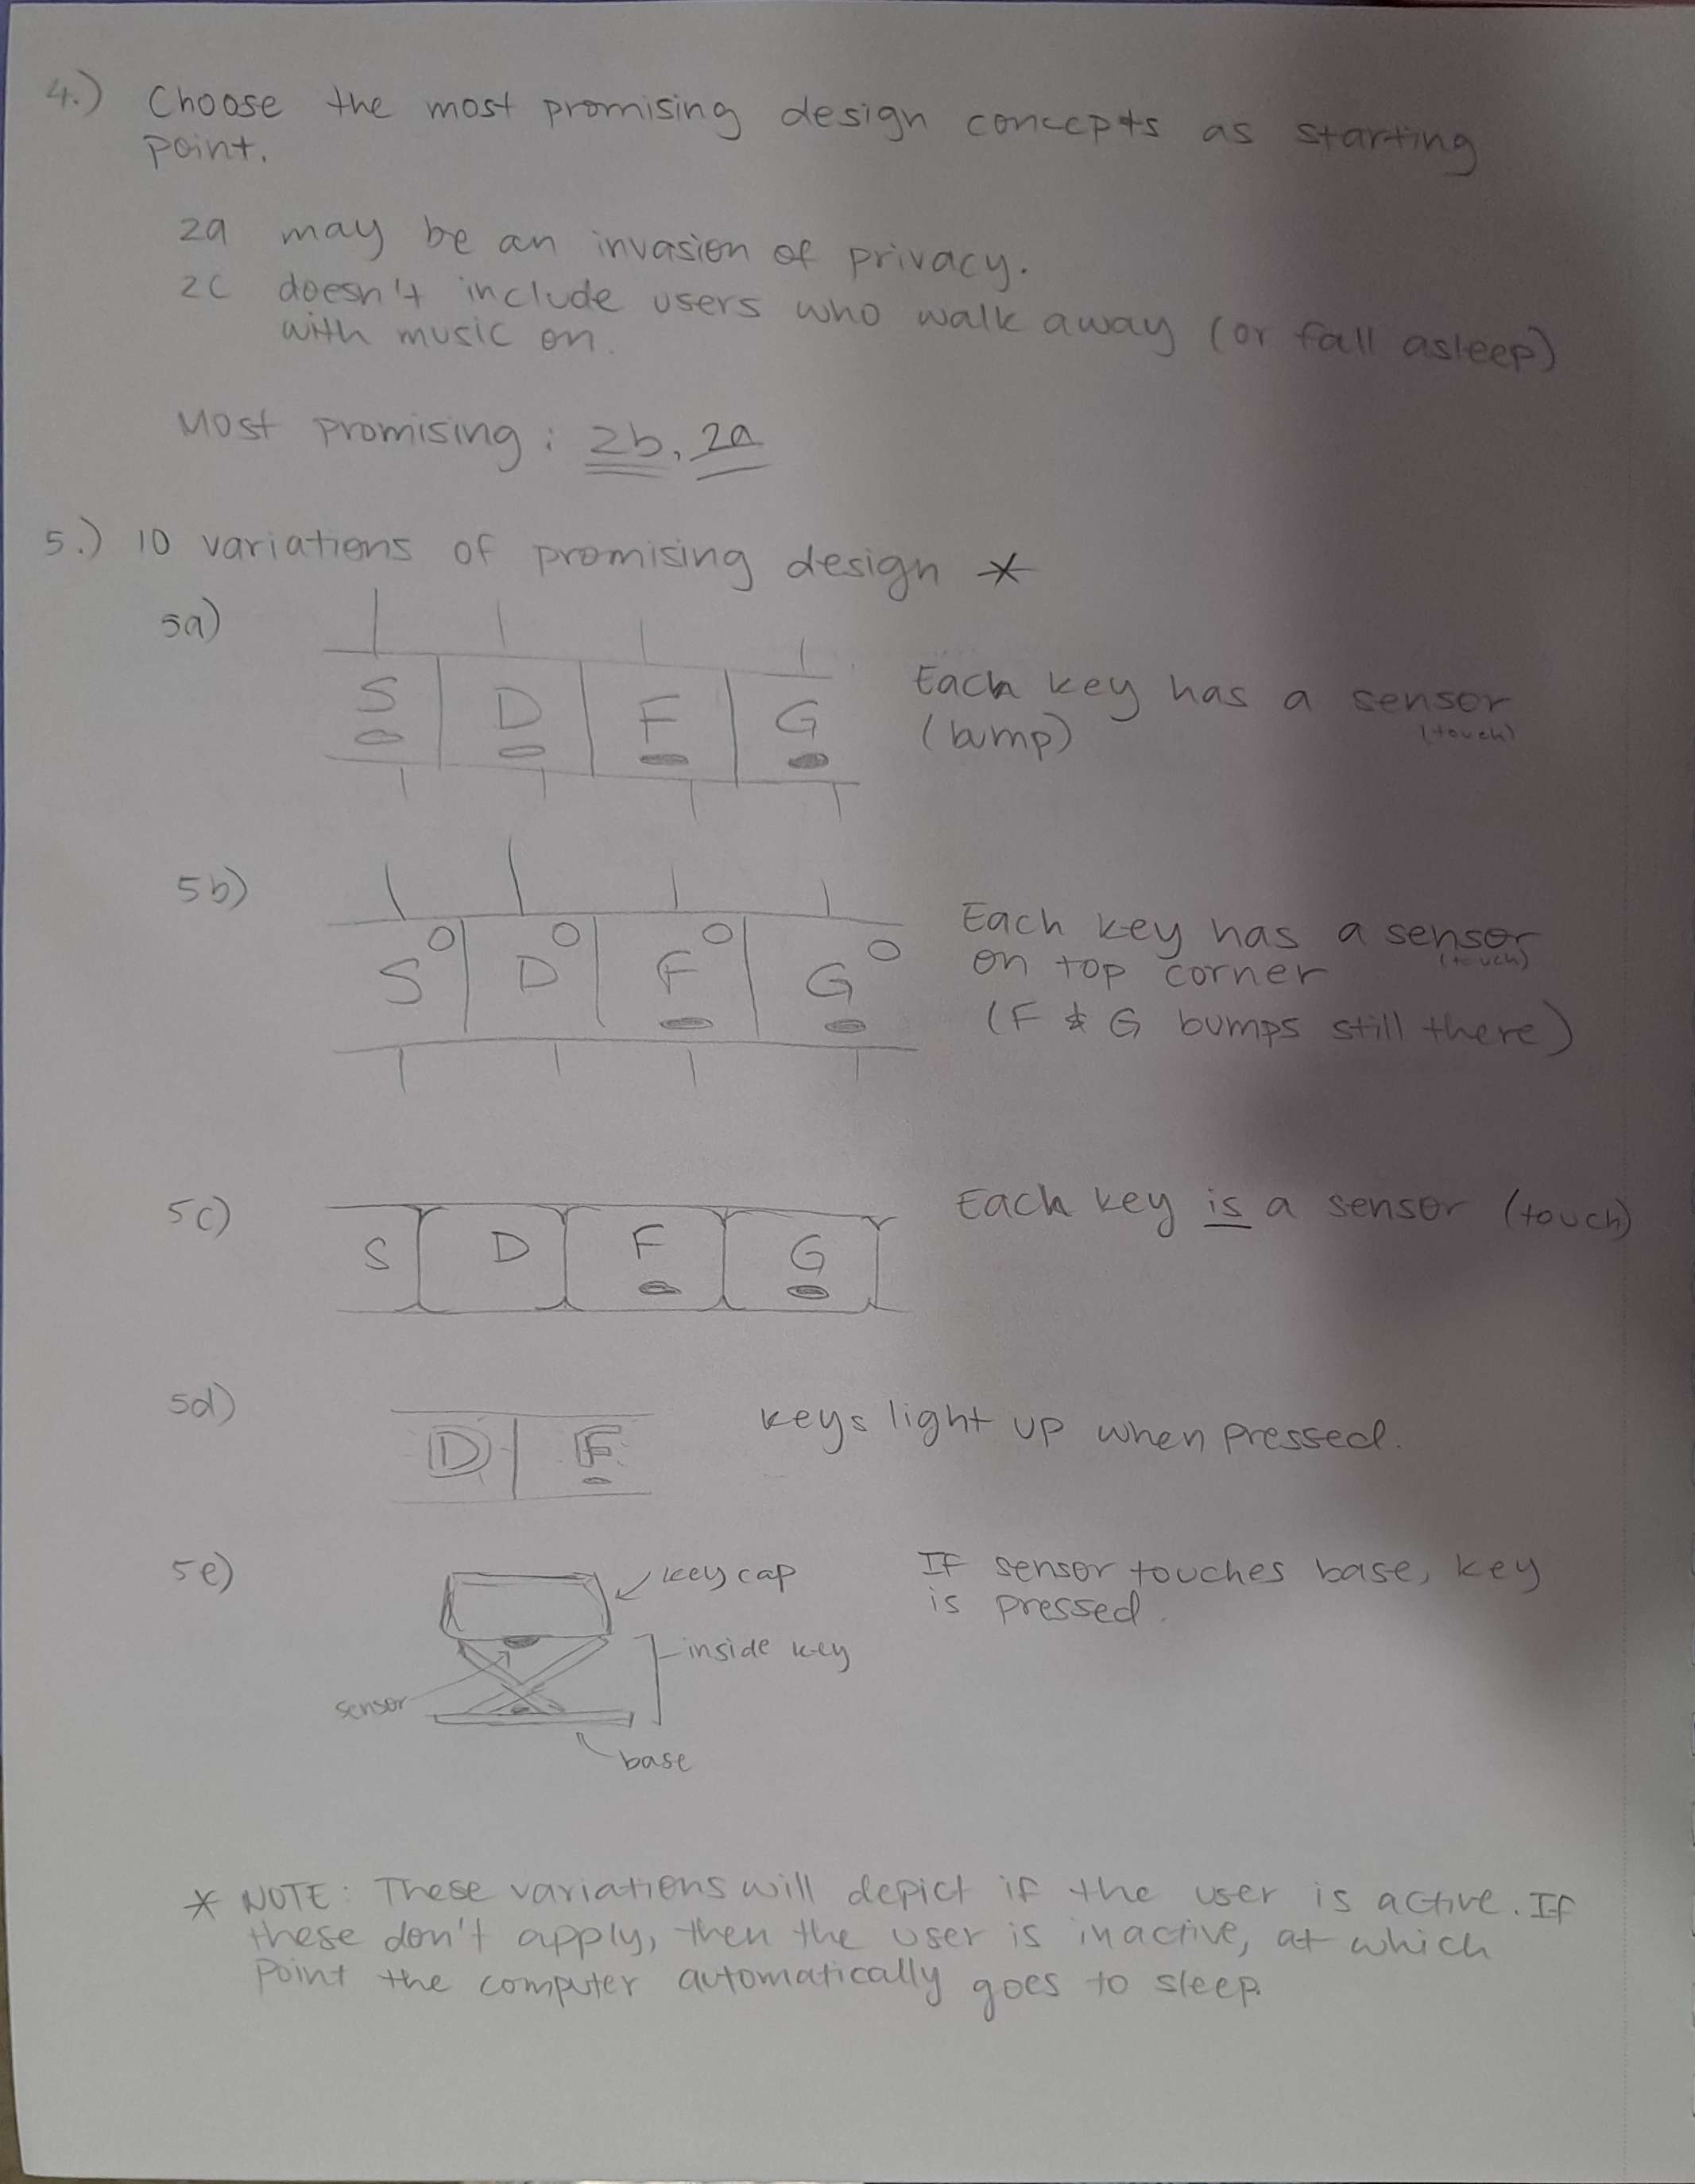 4.) Choose the most promising design concepts as starting
point.
2a may be an invasion of privacy.
2c doesn't include users who walk away (or fall asleep)
with music on.
Most promising : 2b, 2a
5.) 10 variations of promising design *
5a)
S D F G
Each key has a sensor
(touch)
(bump)
5b)
S D F G
Each key has a sensor
(touch)
on top corner
(F & G bumps still there)
5c)
S D F G
Each key is a sensor (touch)
5d)
D F
keys light up when pressed.
5e)
key cap
inside key
sensor
base
If sensor touches base, key
is pressed.
* NOTE: These variations will depict if the user is active. If
these don't apply, then the user is inactive, at which
point the computer automatically goes to sleep.